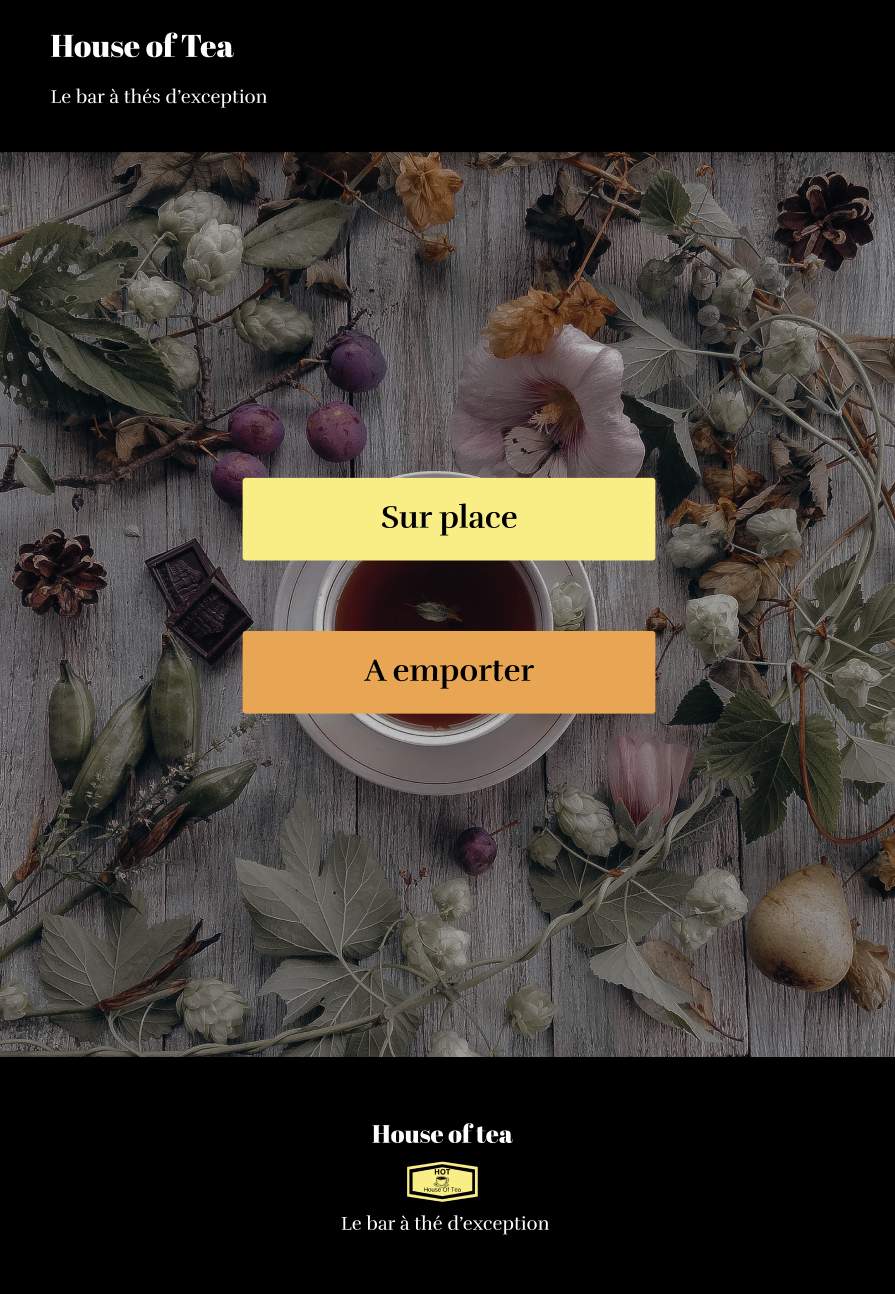 House of Tea
Le bar à thés d’exception
Sur place
A emporter
House of tea
HOT
House Of Tea
Le bar à thé d’exception